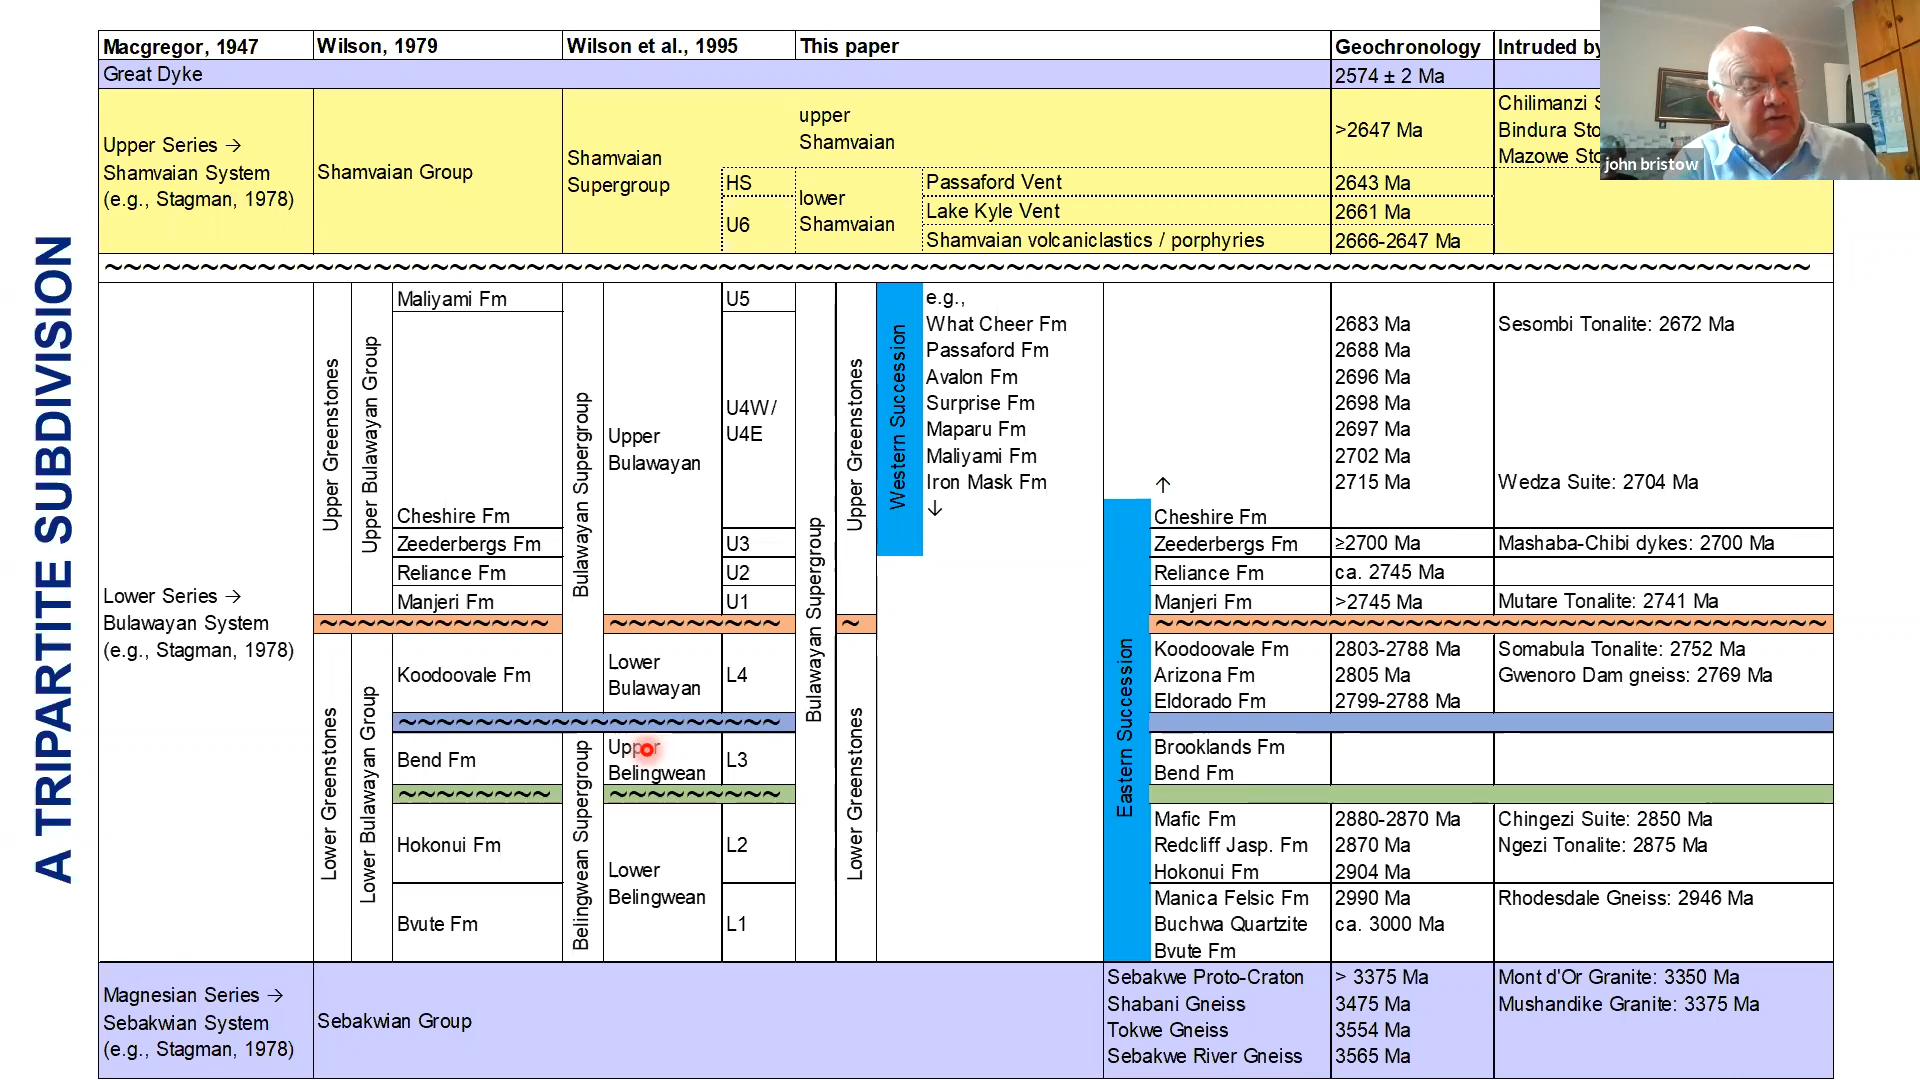 A TRIPARTITE SUBDIVISION
Macgregor, 1947
Wilson, 1979
Wilson et al., 1995
This paper
Geochronology
Intruded by
Great Dyke
2574 ± 2 Ma
Upper Series →
Shamvaian System
(e.g., Stagman, 1978)
Shamvaian Group
Shamvaian
Supergroup
HS
U6
upper
Shamvaian
lower
Shamvaian
Passaford Vent
Lake Kyle Vent
Shamvaian volcaniclastics / porphyries
>2647 Ma
2643 Ma
2661 Ma
2666-2647 Ma
Chilimanzi
Bindura
Mazowe
john bristow
~~~~~~~~~~~~~~~~~~~~~~~~~~~~~~~~~~~~~~~~~~~~~~~~~~~~~~~~~~~~~~~~~~~~
Lower Series →
Bulawayan System
(e.g., Stagman, 1978)
Upper Greenstones
Upper Bulawayan Group
Maliyami Fm
Cheshire Fm
Zeederbergs Fm
Reliance Fm
Manjeri Fm
~~~~~~~~~~~~
Lower Greenstones
Lower Bulawayan Group
Koodoovale Fm
Bend Fm
Hokonui Fm
Bvute Fm
Bulawayan Supergroup
Upper
Bulawayan
U5
U4W/
U4E
U3
U2
U1
Lower
Bulawayan
L4
Belingwean Supergroup
Upper
Belingwean
L3
Lower
Belingwean
L2
L1
Bulawayan Supergroup
Upper Greenstones
~
Lower Greenstones
Western Succession
e.g.,
What Cheer Fm
Passaford Fm
Avalon Fm
Surprise Fm
Maparu Fm
Maliyami Fm
Iron Mask Fm
↓
Eastern Succession
↑
Cheshire Fm
Zeederbergs Fm
Reliance Fm
Manjeri Fm
Koodoovale Fm
Arizona Fm
Eldorado Fm
Brooklands Fm
Bend Fm
Mafic Fm
Redcliff Jasp. Fm
Hokonui Fm
Manica Felsic Fm
Buchwa Quartzite
Bvute Fm
2683 Ma
2688 Ma
2696 Ma
2698 Ma
2697 Ma
2702 Ma
2715 Ma
≥2700 Ma
ca. 2745 Ma
>2745 Ma
2803-2788 Ma
2805 Ma
2799-2788 Ma
2880-2870 Ma
2870 Ma
2904 Ma
2990 Ma
ca. 3000 Ma
Sesombi Tonalite: 2672 Ma
Wedza Suite: 2704 Ma
Mashaba-Chibi dykes: 2700 Ma
Mutare Tonalite: 2741 Ma
Somabula Tonalite: 2752 Ma
Gwenoro Dam gneiss: 2769 Ma
Chingezi Suite: 2850 Ma
Ngezi Tonalite: 2875 Ma
Rhodesdale Gneiss: 2946 Ma
Magnesian Series →
Sebakwian System
(e.g., Stagman, 1978)
Sebakwian Group
Sebakwe Proto-Craton
Shabani Gneiss
Tokwe Gneiss
Sebakwe River Gneiss
> 3375 Ma
3475 Ma
3554 Ma
3565 Ma
Mont d'Or Granite: 3350 Ma
Mushandike Granite: 3375 Ma